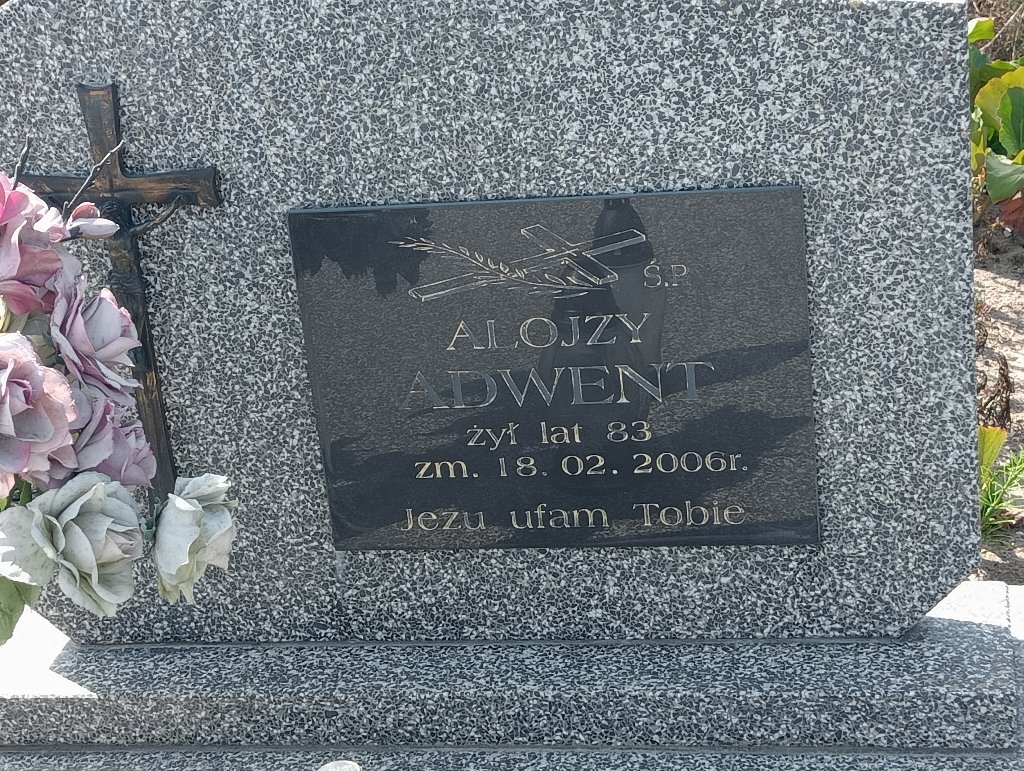 Ś.P.
ALOJZY
ADWENT
żył lat 83
zm. 18. 02. 2006r.
Jezu ufam Tobie